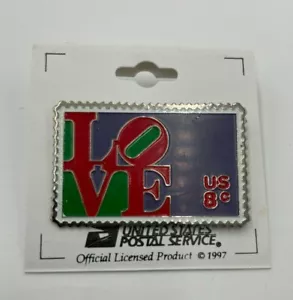 LO
VE
US
8c
UNITED STATES
POSTAL SERVICE®
Official Licensed Product © 1997